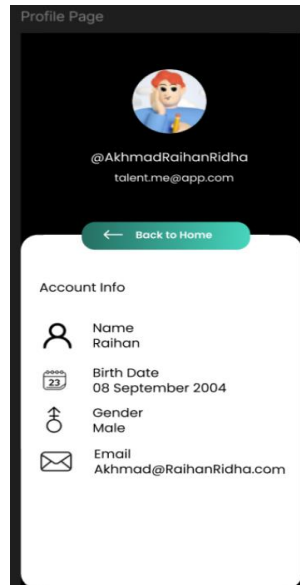 Profile Page
@AkhmadRaihanRidha
talent.me@app.com
Back to Home
Account Info
Name
Raihan
23
Birth Date
08 September 2004
Gender
Male
Email
Akhmad@RaihanRidha.com